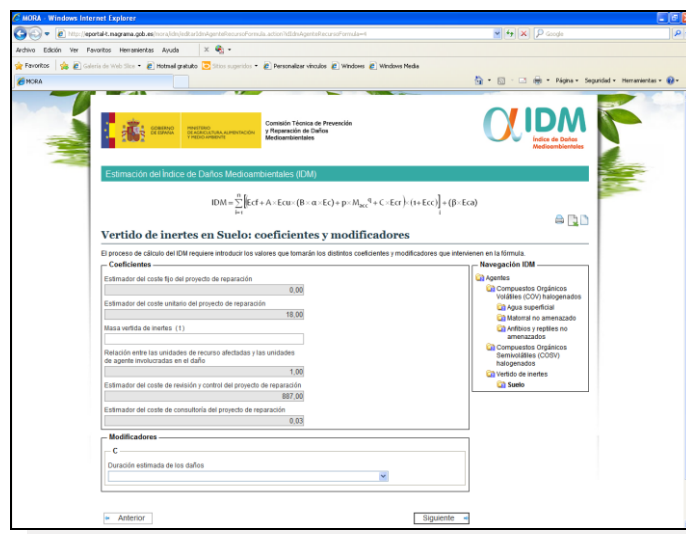 MORA - Windows Internet Explorer
http://eportal-t.magrama.gob.es/mora/idm/editarIdmAgenteRecursoFormula.action?idIdmAgenteRecursoFormula=4
Google
Archivo Edición Ver Favoritos Herramientas Ayuda
Favoritos Galería de Web Slice Hotmail gratuito Sitios sugeridos Personalizar vínculos Windows Windows Media
MORA
Página Seguridad Herramientas
GOBIERNO DE ESPAÑA
MINISTERIO DE AGRICULTURA, ALIMENTACIÓN Y MEDIO AMBIENTE
Comisión Técnica de Prevención
y Reparación de Daños
Medioambientales
IDM
Índice de Daños
Medioambientales
Estimación del Índice de Daños Medioambientales (IDM)
IDM = ∑ⁿᵢ₌₁ [(Ecf + A × Ecu × (B × α × Ec) + p × Macc^q + C × Ecr) × (1 + Ecc)]ᵢ + (β × Eca)
Vertido de inertes en Suelo: coeficientes y modificadores
El proceso de cálculo del IDM requiere introducir los valores que tomarán los distintos coeficientes y modificadores que intervienen en la fórmula.
Coeficientes
Estimador del coste fijo del proyecto de reparación
0,00
Estimador del coste unitario del proyecto de reparación
18,00
Masa vertida de inertes (t)
Relación entre las unidades de recurso afectadas y las unidades
de agente involucradas en el daño
1,00
Estimador del coste de revisión y control del proyecto de reparación
887,00
Estimador del coste de consultoría del proyecto de reparación
0,03
Modificadores
C
Duración estimada de los daños
Anterior
Siguiente
Navegación IDM
Agentes
Compuestos Orgánicos
Volátiles (COV) halogenados
Agua superficial
Matorral no amenazado
Anfibios y reptiles no
amenazados
Compuestos Orgánicos
Semivolátiles (COSV)
halogenados
Vertido de inertes
Suelo